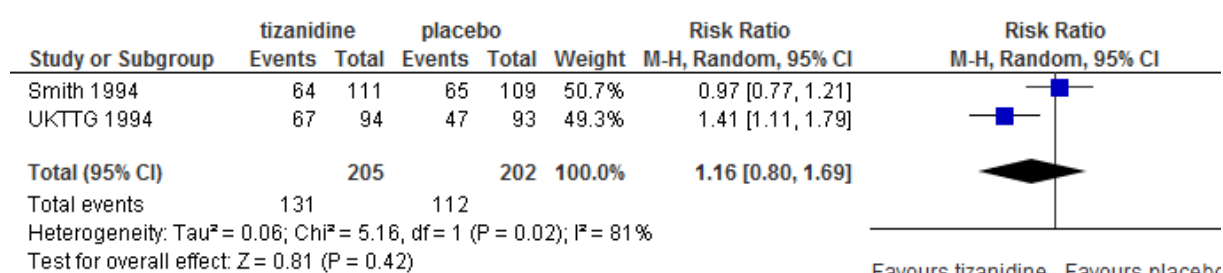 tizanidine placebo Risk Ratio Risk Ratio
Study or Subgroup Events Total Events Total Weight M-H, Random, 95% CI M-H, Random, 95% CI
Smith 1994 64 111 65 109 50.7% 0.97 [0.77, 1.21]
UKTTG 1994 67 94 47 93 49.3% 1.41 [1.11, 1.79]
Total (95% CI) 205 202 100.0% 1.16 [0.80, 1.69]
Total events 131 112
Heterogeneity: Tau² = 0.06; Chi² = 5.16, df = 1 (P = 0.02); I² = 81%
Test for overall effect: Z = 0.81 (P = 0.42)
Favours tizanidine Favours placebo